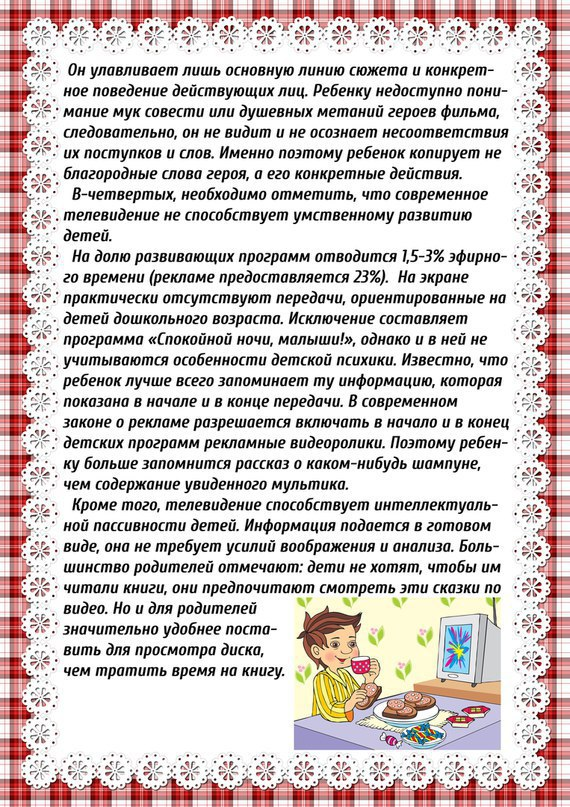 Он улавливает лишь основную линию сюжета и конкрет-
ное поведение действующих лиц. Ребенку недоступно пони-
мание мук совести или душевных метаний героев фильма,
следовательно, он не видит и не осознает несоответствия
их поступков и слов. Именно поэтому ребенок копирует не
благородные слова героя, а его конкретные действия.
В-четвертых, необходимо отметить, что современное
телевидение не способствует умственному развитию
детей.
На долю развивающих программ отводится 1,5-3% эфирно-
го времени (рекламе предоставляется 23%). На экране
практически отсутствуют передачи, ориентированные на
детей дошкольного возраста. Исключение составляет
программа «Спокойной ночи, малыши!», однако и в ней не
учитываются особенности детской психики. Известно, что
ребенок лучше всего запоминает ту информацию, которая
показана в начале и в конце передачи. В современном
законе о рекламе разрешается включать в начало и в конец
детских программ рекламные видеоролики. Поэтому ребен-
ку больше запомнится рассказ о каком-нибудь шампуне,
чем содержание увиденного мультика.
Кроме того, телевидение способствует интеллектуаль-
ной пассивности детей. Информация подается в готовом
виде, она не требует усилий воображения и анализа. Боль-
шинство родителей отмечают: дети не хотят, чтобы им
читали книги, они предпочитают смотреть эти сказки по
видео. Но и для родителей
значительно удобнее поста-
вить для просмотра диска,
чем тратить время на книгу.